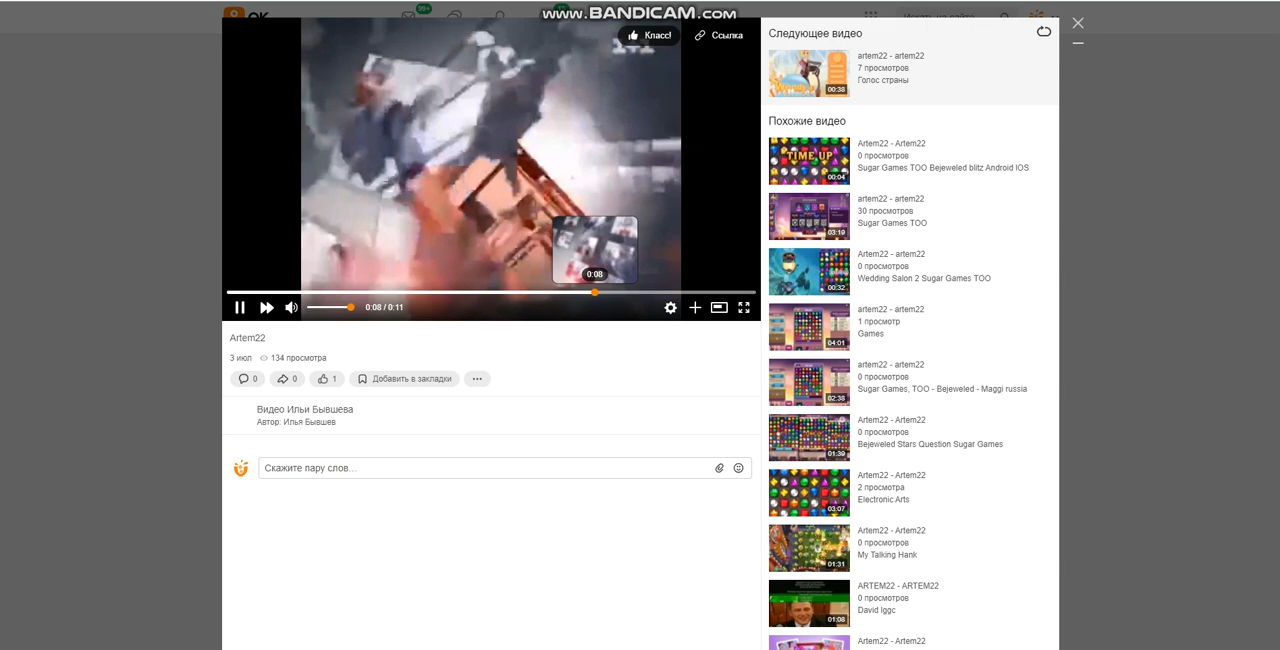 WWW.BANDICAM.COM
OK
99+
Искать на сайте
Класс!
Ссылка
0:08
0:08 / 0:11
Artem22
3 июл 134 просмотра
0
0
1
Добавить в закладки
Видео Ильи Бывшева
Автор: Илья Бывшев
Скажите пару слов...
Следующее видео
artem22 - artem22
7 просмотров
Голос страны
00:38
Похожие видео
Artem22 - Artem22
0 просмотров
Sugar Games TOO Bejeweled blitz Android IOS
TIME UP
00:04
artem22 - artem22
30 просмотров
Sugar Games TOO
03:19
Artem22 - artem22
0 просмотров
Wedding Salon 2 Sugar Games TOO
00:32
artem22 - artem22
1 просмотр
Games
04:01
artem22 - artem22
0 просмотров
Sugar Games, TOO - Bejeweled - Maggi russia
02:38
Artem22 - Artem22
0 просмотров
Bejeweled Stars Question Sugar Games
01:39
Artem22 - Artem22
2 просмотра
Electronic Arts
03:07
Artem22 - Artem22
0 просмотров
My Talking Hank
01:31
ARTEM22 - ARTEM22
0 просмотров
David Iggc
01:08
Artem22 - Artem22